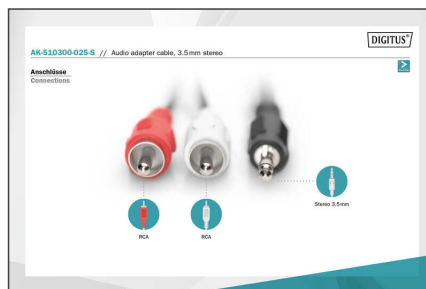 DIGITUS®
AK-510300-025-S // Audio adapter cable, 3.5mm stereo
Anschlüsse
Connections
Stereo 3.5mm
RCA
RCA